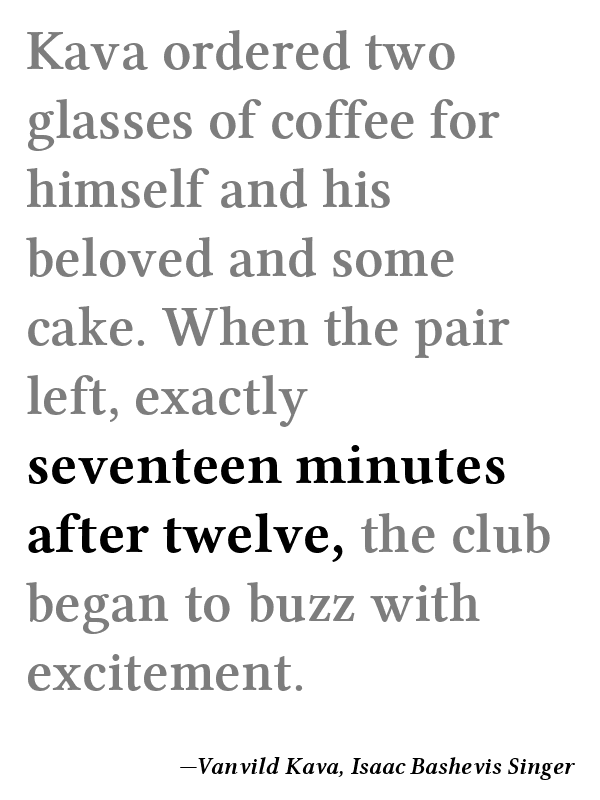 Kava ordered two
glasses of coffee for
himself and his
beloved and some
cake. When the pair
left, exactly
seventeen minutes
after twelve, the club
began to buzz with
excitement.
—Vanvild Kava, Isaac Bashevis Singer